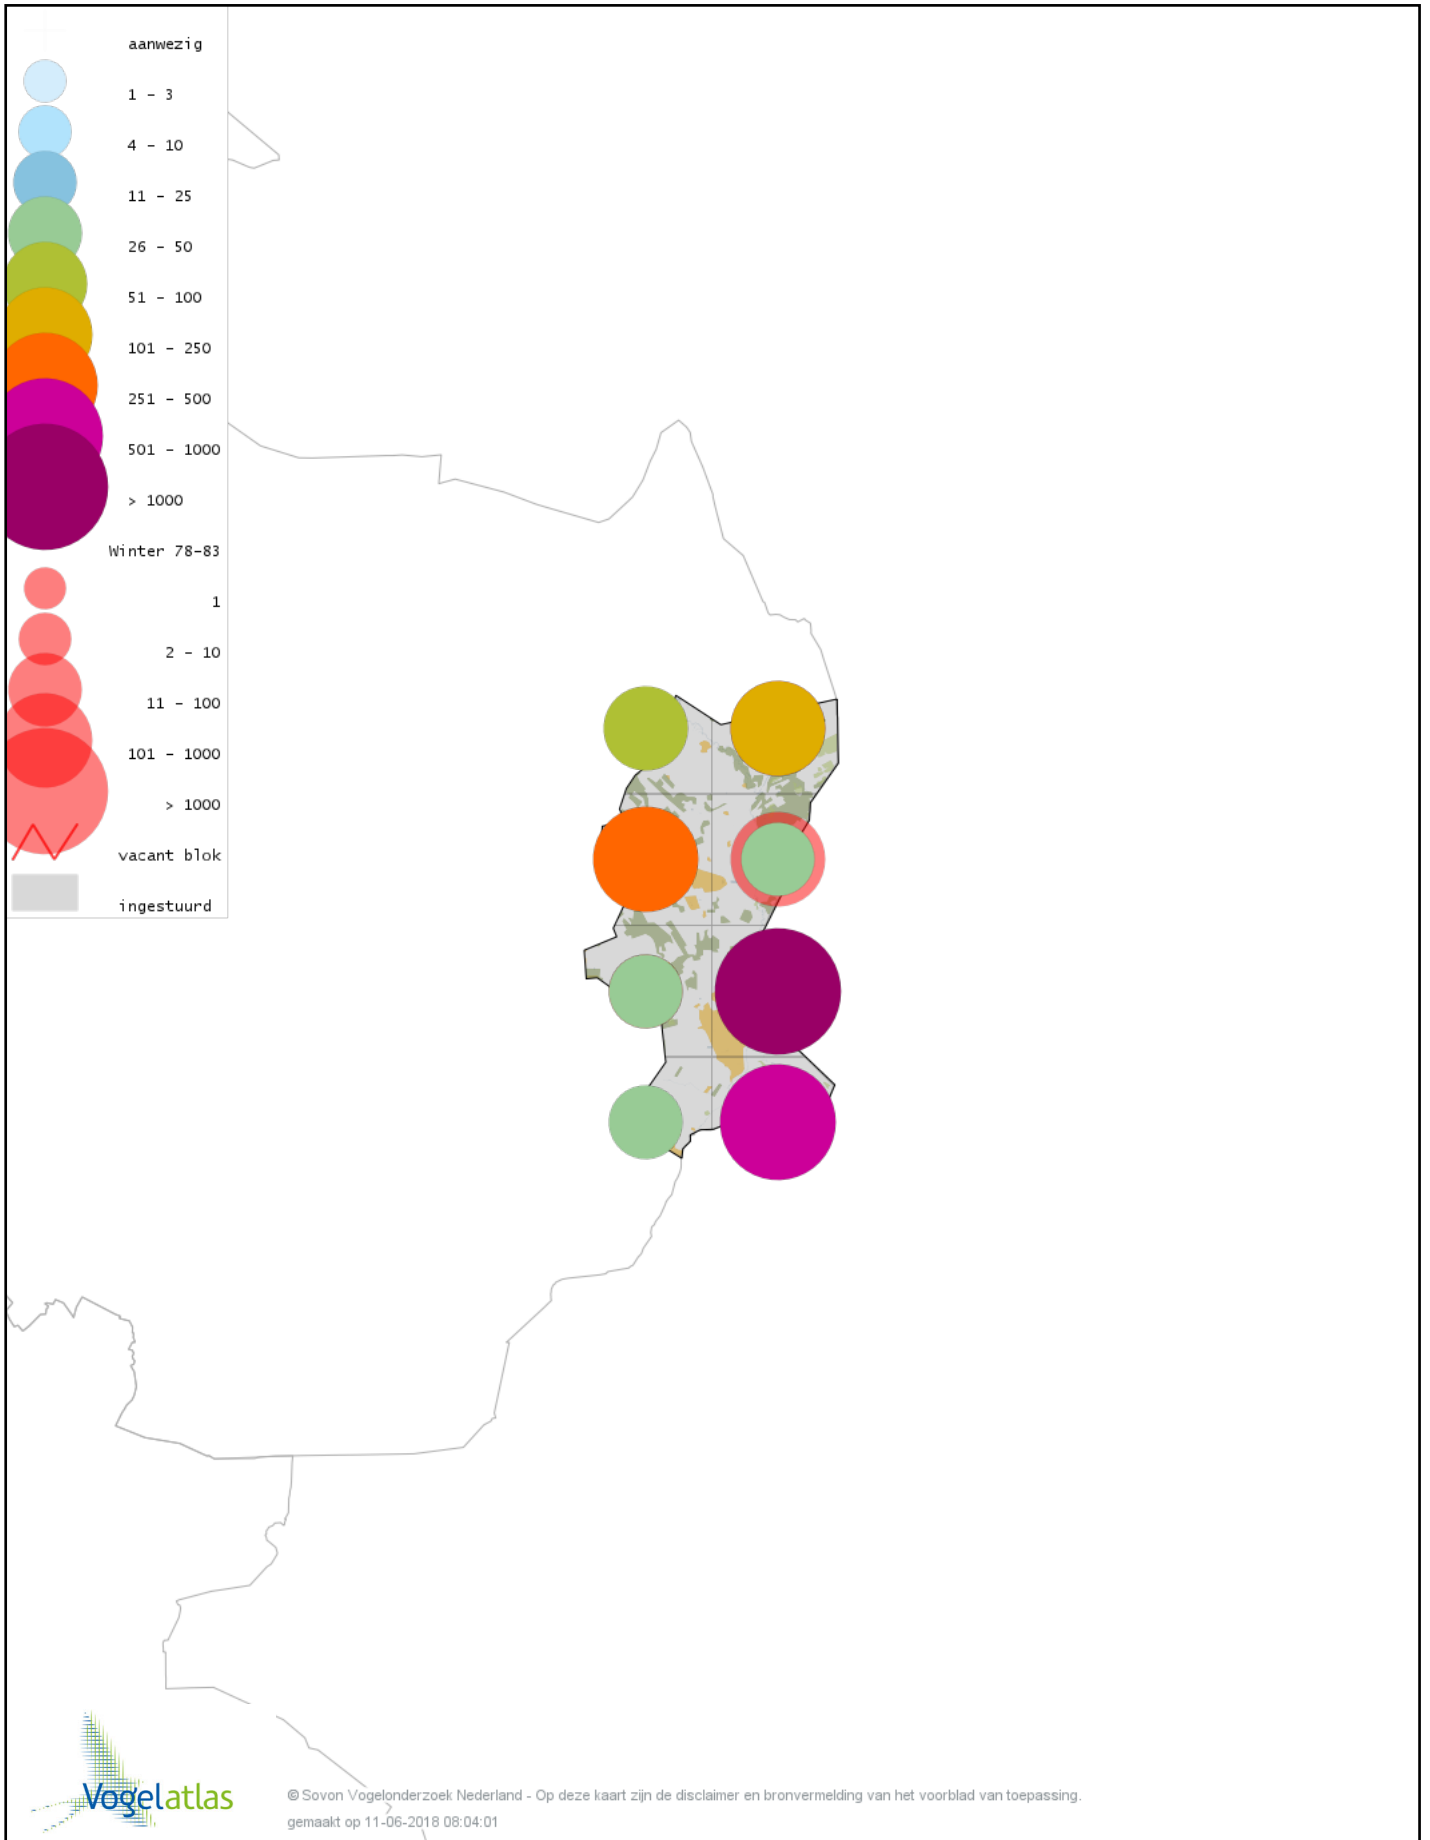 aanwezig
1 - 3
4 - 10
11 - 25
26 - 50
51 - 100
101 - 250
251 - 500
501 - 1000
> 1000
Winter 78-83
1
2 - 10
11 - 100
101 - 1000
> 1000
vacant blok
ingestuurd
Vogelatlas
© Sovon Vogelonderzoek Nederland - Op deze kaart zijn de disclaimer en bronvermelding van het voorblad van toepassing.
gemaakt op 11-06-2018 08:04:01